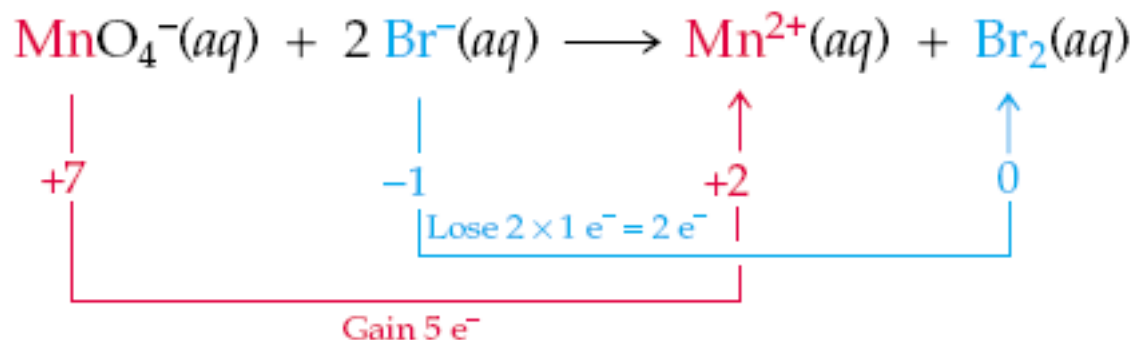 MnO₄⁻(aq) + 2 Br⁻(aq) ⟶ Mn²⁺(aq) + Br₂(aq)
+7 −1 +2 0
Lose 2 × 1 e⁻ = 2 e⁻
Gain 5 e⁻